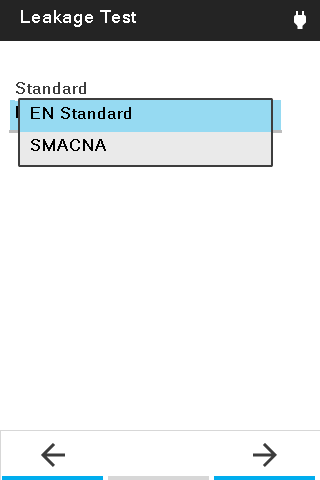 Leakage Test
Standard
EN Standard
SMACNA